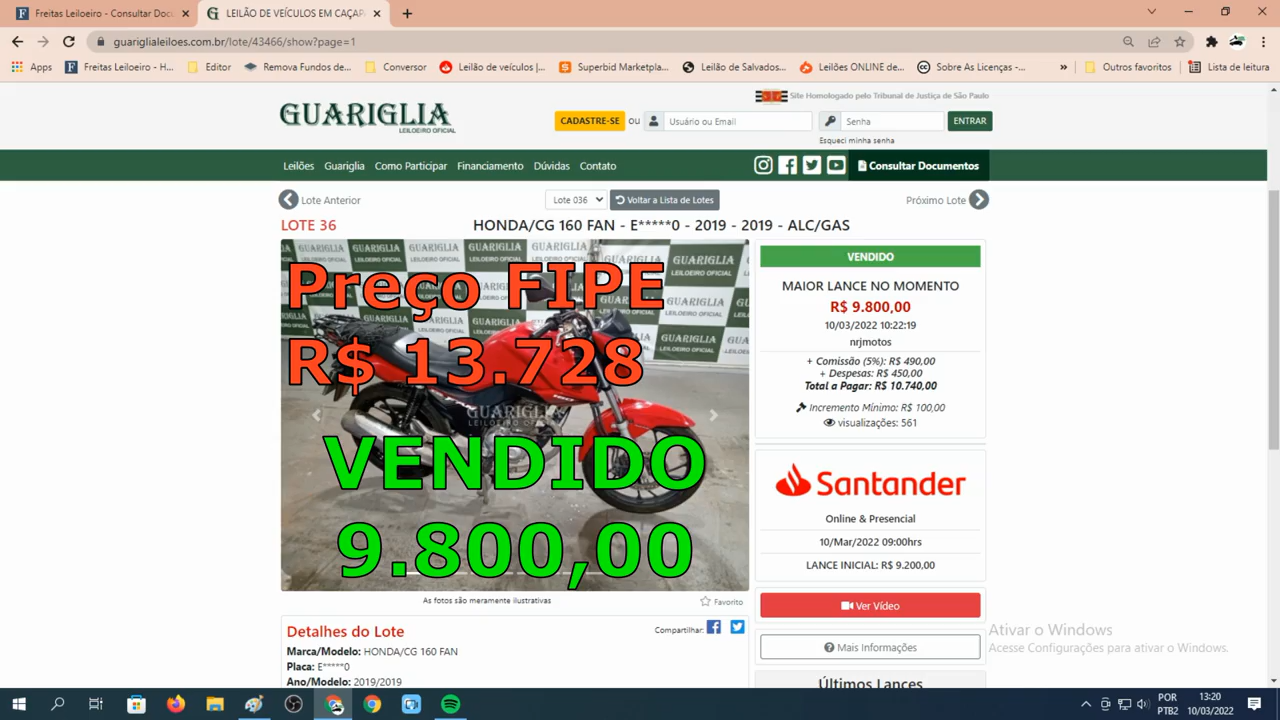 Freitas Leiloeiro - Consultar Doc
LEILÃO DE VEÍCULOS EM CAÇAPA
guariglialeiloes.com.br/lote/43466/show?page=1
Apps
Freitas Leiloeiro - H...
Editor
Remova Fundos de...
Conversor
Leilão de veículos |...
Superbid Marketpla...
Leilão de Salvados...
Leilões ONLINE de...
Sobre As Licenças -...
Outros favoritos
Lista de leitura
Site Homologado pelo Tribunal de Justiça de São Paulo
GUARIGLIA
LEILOEIRO OFICIAL
CADASTRE-SE ou Usuário ou Email Senha ENTRAR
Esqueci minha senha
Leilões Guariglia Como Participar Financiamento Dúvidas Contato Consultar Documentos
Lote Anterior Lote 036 Voltar a Lista de Lotes Próximo Lote
LOTE 36 HONDA/CG 160 FAN - E*****0 - 2019 - 2019 - ALC/GAS
Preço FIPE
R$ 13.728
VENDIDO
9.800,00
GUARIGLIA
LEILOEIRO OFICIAL
As fotos são meramente ilustrativas
Favorito
VENDIDO
MAIOR LANCE NO MOMENTO
R$ 9.800,00
10/03/2022 10:22:19
nrjmotos
+ Comissão (5%): R$ 490,00
+ Despesas: R$ 450,00
Total a Pagar: R$ 10.740,00
Incremento Mínimo: R$ 100,00
visualizações: 561
Santander
Online & Presencial
10/Mar/2022 09:00hrs
LANCE INICIAL: R$ 9.200,00
Ver Vídeo
Mais Informações
Últimos Lances
Detalhes do Lote
Compartilhar:
Marca/Modelo: HONDA/CG 160 FAN
Placa: E*****0
Ano/Modelo: 2019/2019
Ativar o Windows
Acesse Configurações para ativar o Windows.
POR
PTB2
13:20
10/03/2022